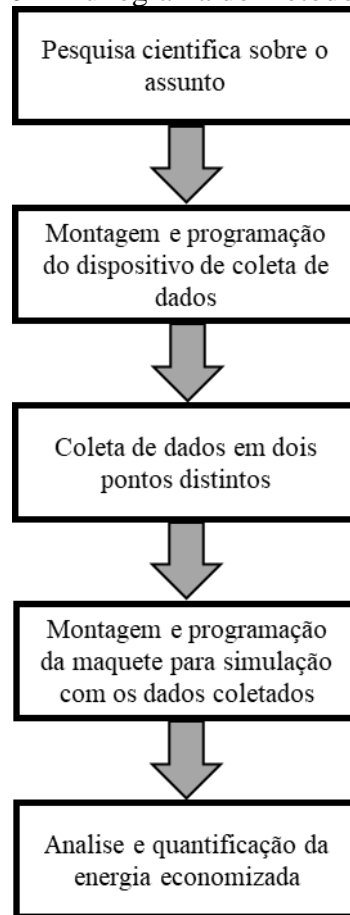 Pesquisa cientifica sobre o
assunto
Montagem e programação
do dispositivo de coleta de
dados
Coleta de dados em dois
pontos distintos
Montagem e programação
da maquete para simulação
com os dados coletados
Analise e quantificação da
energia economizada